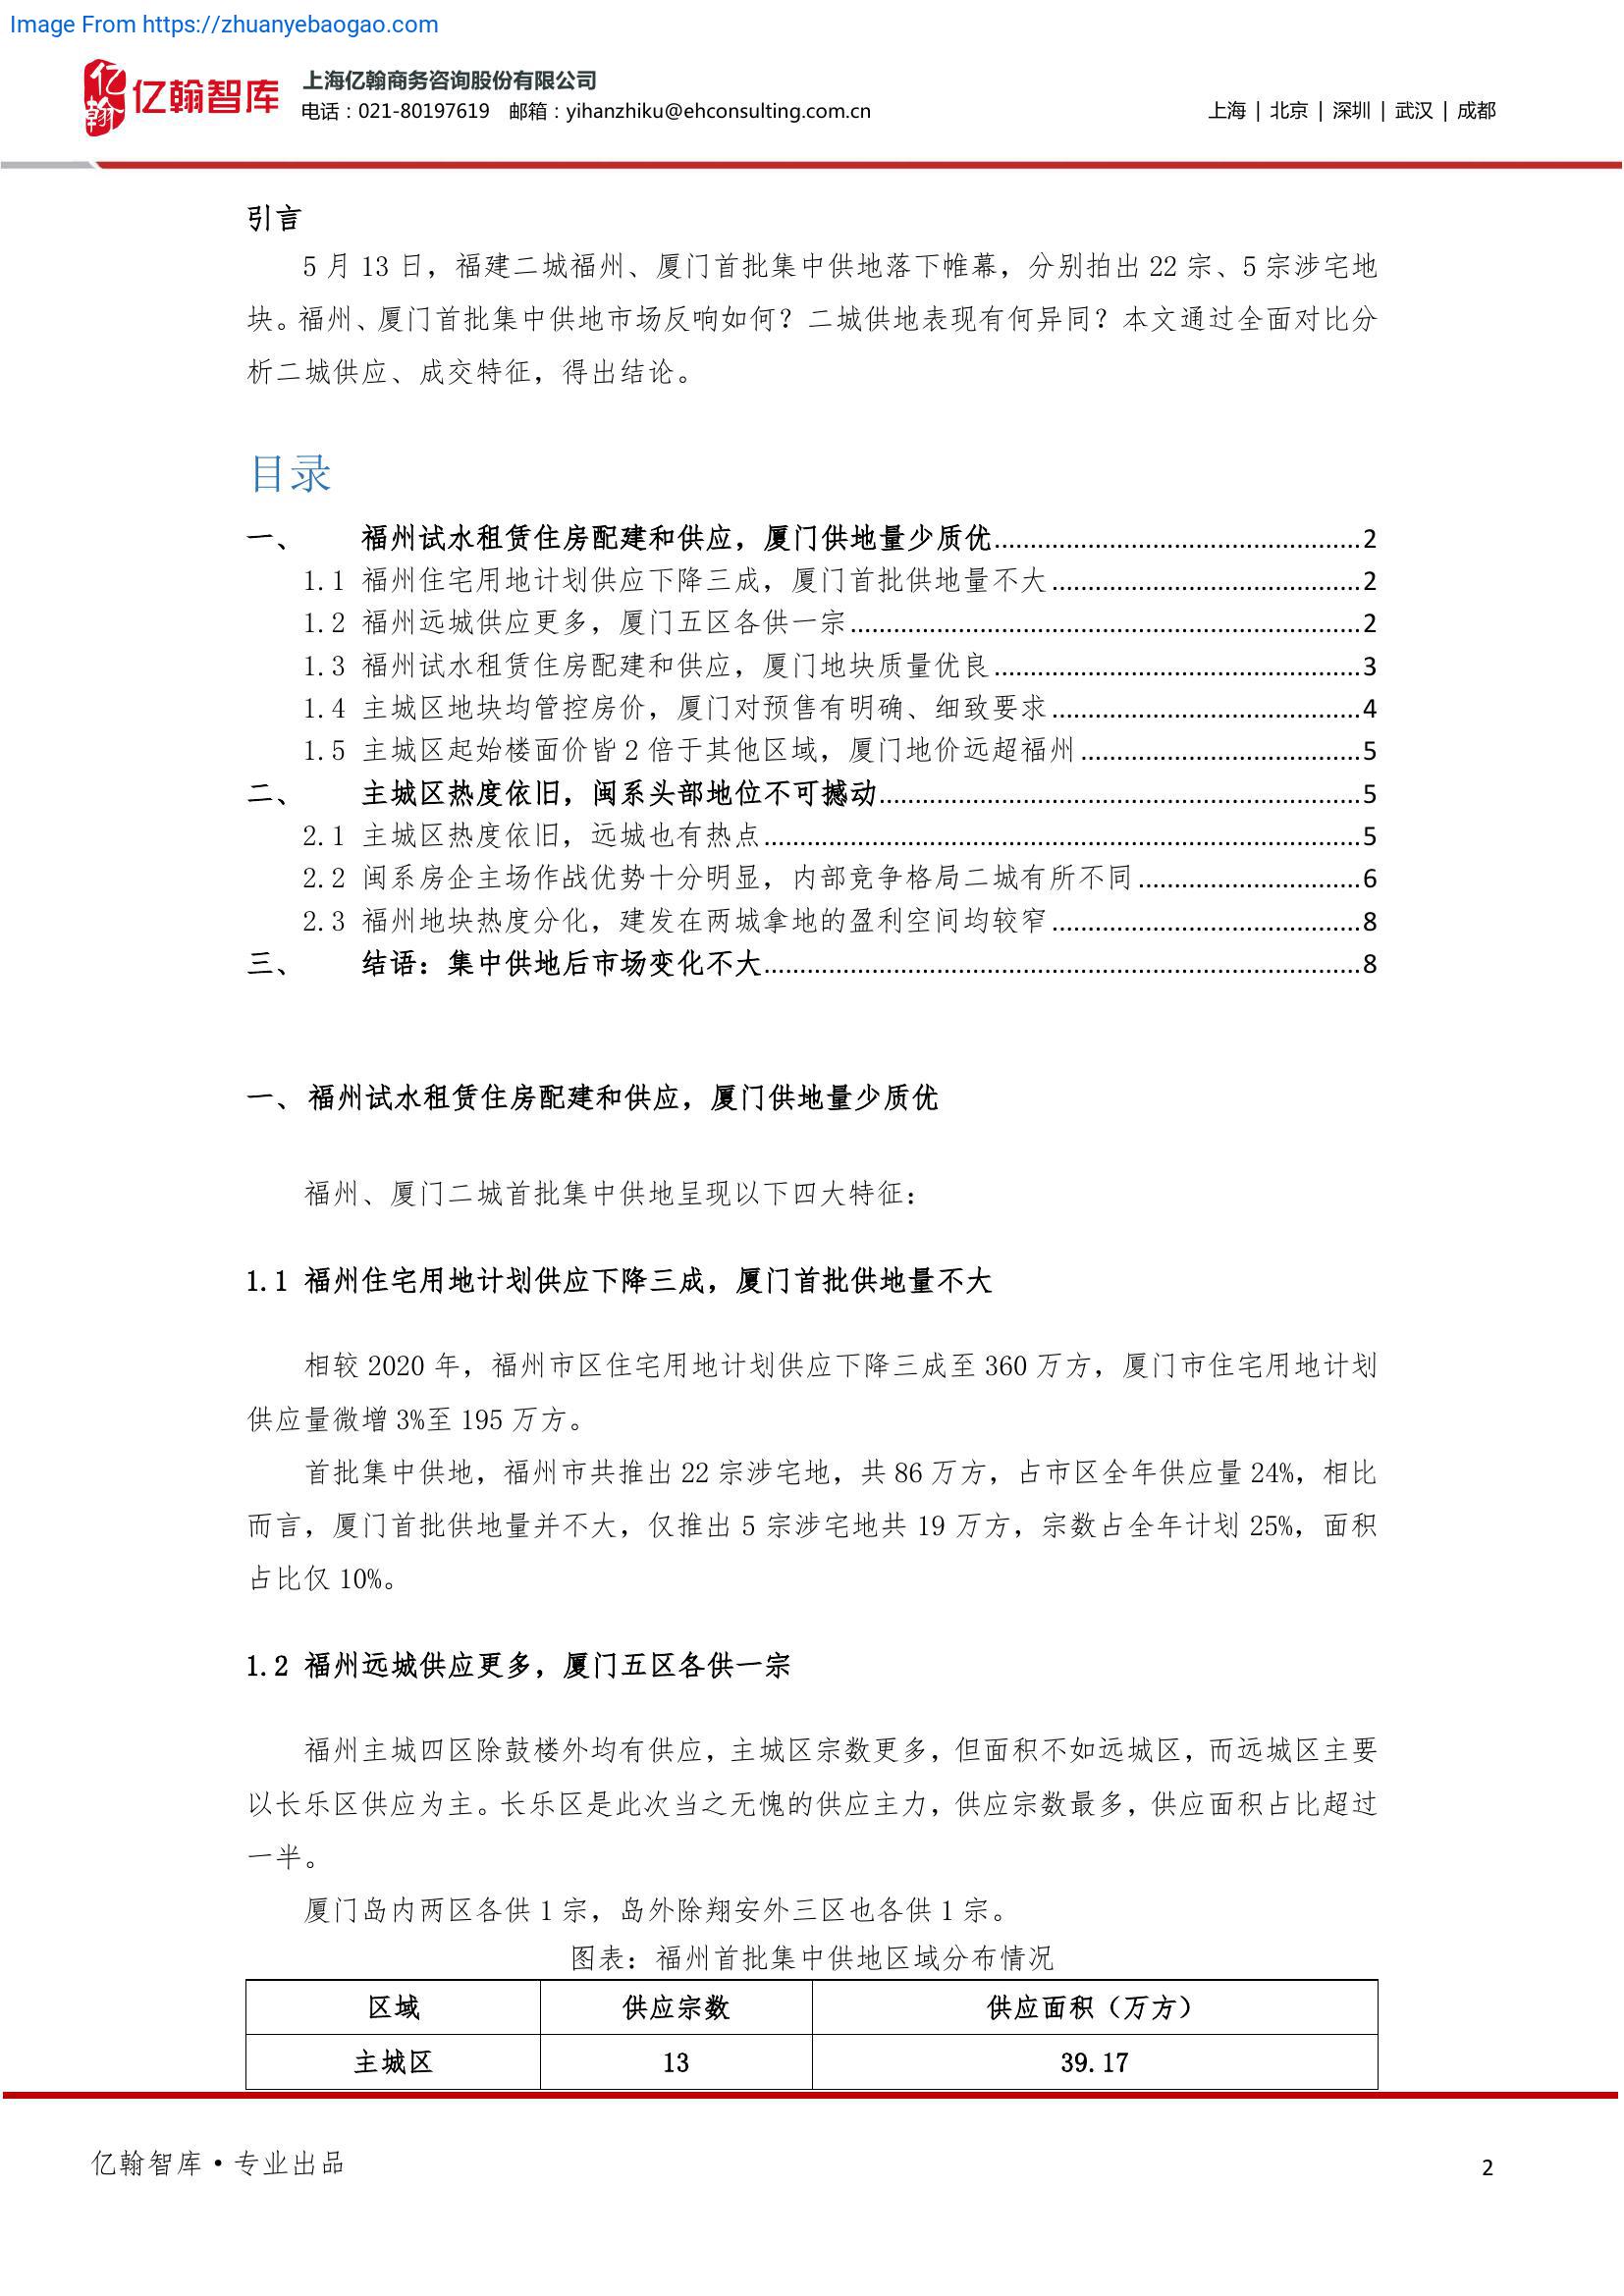 Image From https://zhuanyebaogao.com
亿翰
亿翰智库
上海亿翰商务咨询股份有限公司
电话：021-80197619 邮箱：yihanzhiku@ehconsulting.com.cn
上海 | 北京 | 深圳 | 武汉 | 成都
引言
5 月 13 日，福建二城福州、厦门首批集中供地落下帷幕，分别拍出 22 宗、5 宗涉宅地
块。福州、厦门首批集中供地市场反响如何？二城供地表现有何异同？本文通过全面对比分
析二城供应、成交特征，得出结论。
目录
一、 福州试水租赁住房配建和供应，厦门供地量少质优..................................................2
1.1 福州住宅用地计划供应下降三成，厦门首批供地量不大..........................................2
1.2 福州远城供应更多，厦门五区各供一宗......................................................................2
1.3 福州试水租赁住房配建和供应，厦门地块质量优良..................................................3
1.4 主城区地块均管控房价，厦门对预售有明确、细致要求..........................................4
1.5 主城区起始楼面价皆 2 倍于其他区域，厦门地价远超福州......................................5
二、 主城区热度依旧，闽系头部地位不可撼动..................................................................5
2.1 主城区热度依旧，远城也有热点..................................................................................5
2.2 闽系房企主场作战优势十分明显，内部竞争格局二城有所不同..............................6
2.3 福州地块热度分化，建发在两城拿地的盈利空间均较窄..........................................8
三、 结语：集中供地后市场变化不大..................................................................................8
一、 福州试水租赁住房配建和供应，厦门供地量少质优
福州、厦门二城首批集中供地呈现以下四大特征：
1.1 福州住宅用地计划供应下降三成，厦门首批供地量不大
相较 2020 年，福州市区住宅用地计划供应下降三成至 360 万方，厦门市住宅用地计划
供应量微增 3%至 195 万方。
首批集中供地，福州市共推出 22 宗涉宅地，共 86 万方，占市区全年供应量 24%，相比
而言，厦门首批供地量并不大，仅推出 5 宗涉宅地共 19 万方，宗数占全年计划 25%，面积
占比仅 10%。
1.2 福州远城供应更多，厦门五区各供一宗
福州主城四区除鼓楼外均有供应，主城区宗数更多，但面积不如远城区，而远城区主要
以长乐区供应为主。长乐区是此次当之无愧的供应主力，供应宗数最多，供应面积占比超过
一半。
厦门岛内两区各供 1 宗，岛外除翔安外三区也各供 1 宗。
图表：福州首批集中供地区域分布情况
区域 供应宗数 供应面积（万方）
主城区 13 39.17
亿翰智库·专业出品
2